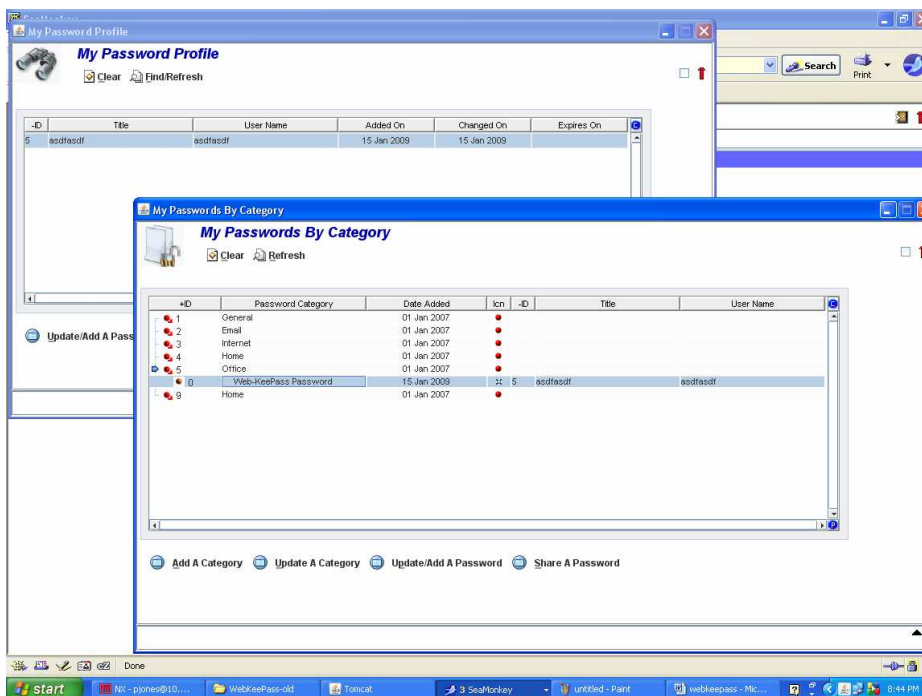 SeaMonkey
My Password Profile
My Password Profile
Clear Find/Refresh
Search
Print
-ID Title User Name Added On Changed On Expires On
5 asdfasdf asdfasdf 15 Jan 2009 15 Jan 2009
Update/Add A Pass
My Passwords By Category
My Passwords By Category
Clear Refresh
+ID Password Category Date Added Icn -ID Title User Name
1 General 01 Jan 2007
2 Email 01 Jan 2007
3 Internet 01 Jan 2007
4 Home 01 Jan 2007
5 Office 01 Jan 2007
0 Web-KeePass Password 15 Jan 2009 5 asdfasdf asdfasdf
9 Home 01 Jan 2007
Add A Category Update A Category Update/Add A Password Share A Password
Done
start NX - pjones@10.... WebKeePass-old Tomcat 3 SeaMonkey untitled - Paint webkeepass - Mic... 8:44 PM